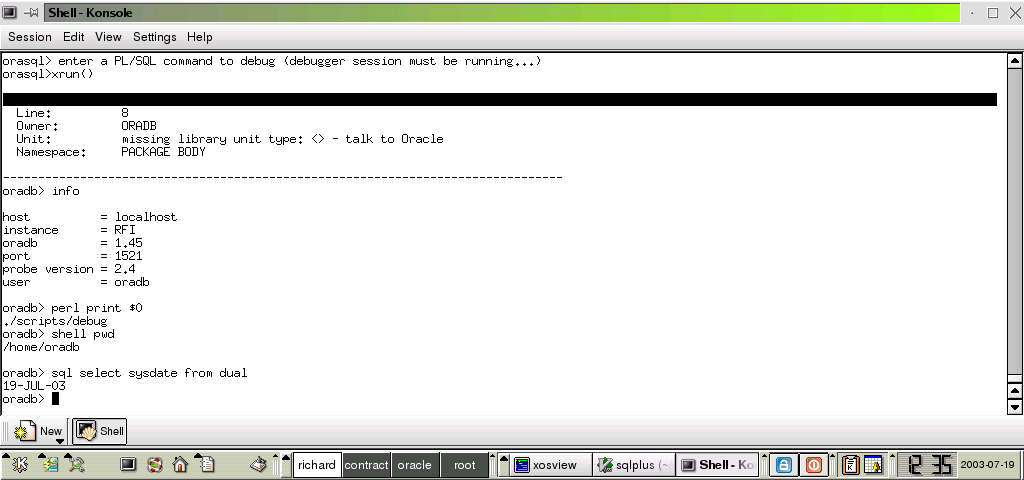 Shell - Konsole
Session Edit View Settings Help
orasql> enter a PL/SQL command to debug (debugger session must be running...)
orasql>xrun()
Line: 8
Owner: ORADB
Unit: missing library unit type: <> - talk to Oracle
Namespace: PACKAGE BODY
--------------------------------------------------------------------------------
oradb> info
host = localhost
instance = RFI
oradb = 1.45
port = 1521
probe version = 2.4
user = oradb
oradb> perl print $0
./scripts/debug
oradb> shell pwd
/home/oradb
oradb> sql select sysdate from dual
19-JUL-03
oradb>
New Shell
richard contract oracle root xosview sqlplus (~ Shell - Ko 2 35 2003-07-19